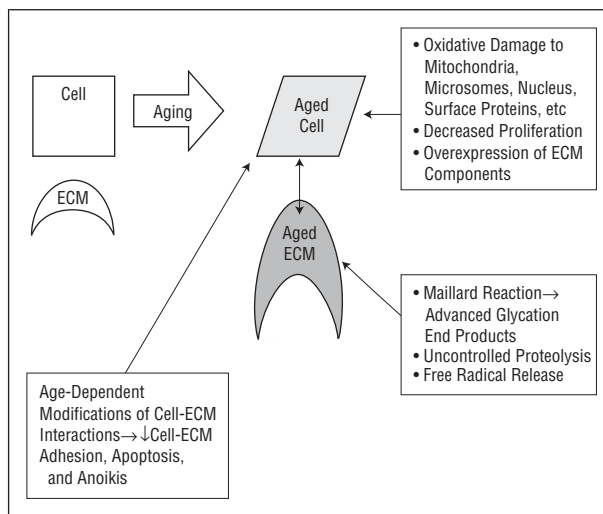 Cell
ECM
Aging
Aged
Cell
Aged
ECM
• Oxidative Damage to
Mitochondria,
Microsomes, Nucleus,
Surface Proteins, etc
• Decreased Proliferation
• Overexpression of ECM
Components
• Maillard Reaction→
Advanced Glycation
End Products
• Uncontrolled Proteolysis
• Free Radical Release
Age-Dependent
Modifications of Cell-ECM
Interactions→↓Cell-ECM
Adhesion, Apoptosis,
and Anoikis